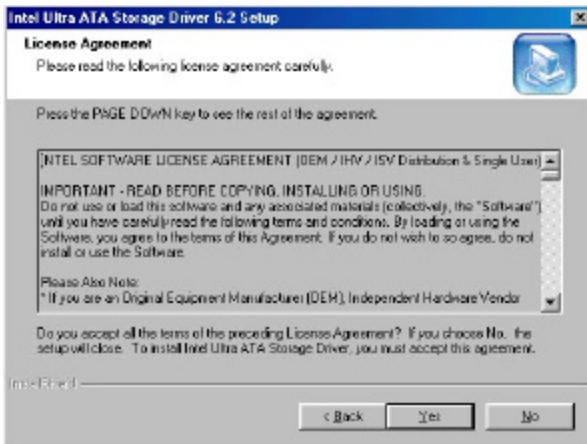 Intel Ultra ATA Storage Driver 6.2 Setup
License Agreement
Please read the following license agreement carefully.
Press the PAGE DOWN key to see the rest of the agreement.
INTEL SOFTWARE LICENSE AGREEMENT (OEM / IHV / ISV Distribution & Single User)
IMPORTANT - READ BEFORE COPYING, INSTALLING OR USING.
Do not use or load this software and any associated materials (collectively, the "Software")
until you have carefully read the following terms and conditions. By loading or using the
Software, you agree to the terms of this Agreement. If you do not wish to so agree, do not
install or use the Software.
Please Also Note:
* If you are an Original Equipment Manufacturer (OEM), Independent Hardware Vendor
Do you accept all the terms of the preceding License Agreement? If you choose No, the
setup will close. To install Intel Ultra ATA Storage Driver, you must accept this agreement.
InstallShield
< Back
Yes
No